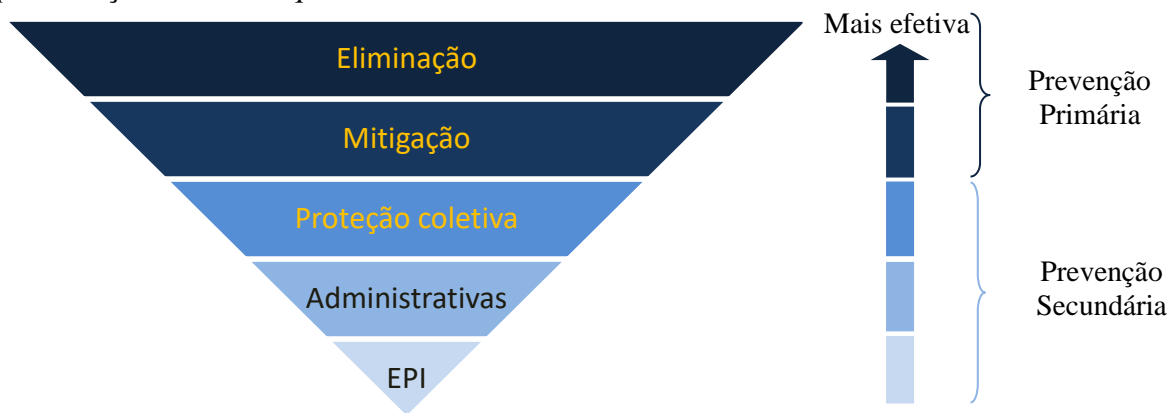 Eliminação
Mitigação
Proteção coletiva
Administrativas
EPI
Mais efetiva
Prevenção
Primária
Prevenção
Secundária